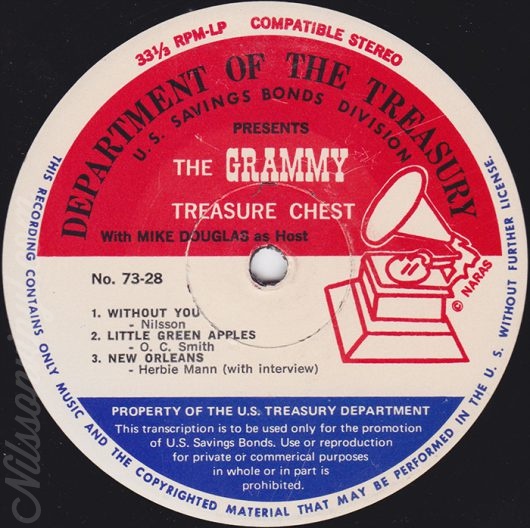 33⅓ RPM-LP COMPATIBLE STEREO
DEPARTMENT OF THE TREASURY
U.S. SAVINGS BONDS DIVISION
PRESENTS
THE GRAMMY
TREASURE CHEST
With MIKE DOUGLAS as Host
No. 73-28
© NARAS
1. WITHOUT YOU
- Nilsson
2. LITTLE GREEN APPLES
- O. C. Smith
3. NEW ORLEANS
- Herbie Mann (with interview)
PROPERTY OF THE U.S. TREASURY DEPARTMENT
This transcription is to be used only for the promotion
of U.S. Savings Bonds. Use or reproduction
for private or commerical purposes
in whole or in part is
prohibited.
THIS RECORDING CONTAINS ONLY MUSIC AND THE COPYRIGHTED MATERIAL THAT MAY BE PERFORMED IN THE U. S. WITHOUT FURTHER LICENSE.